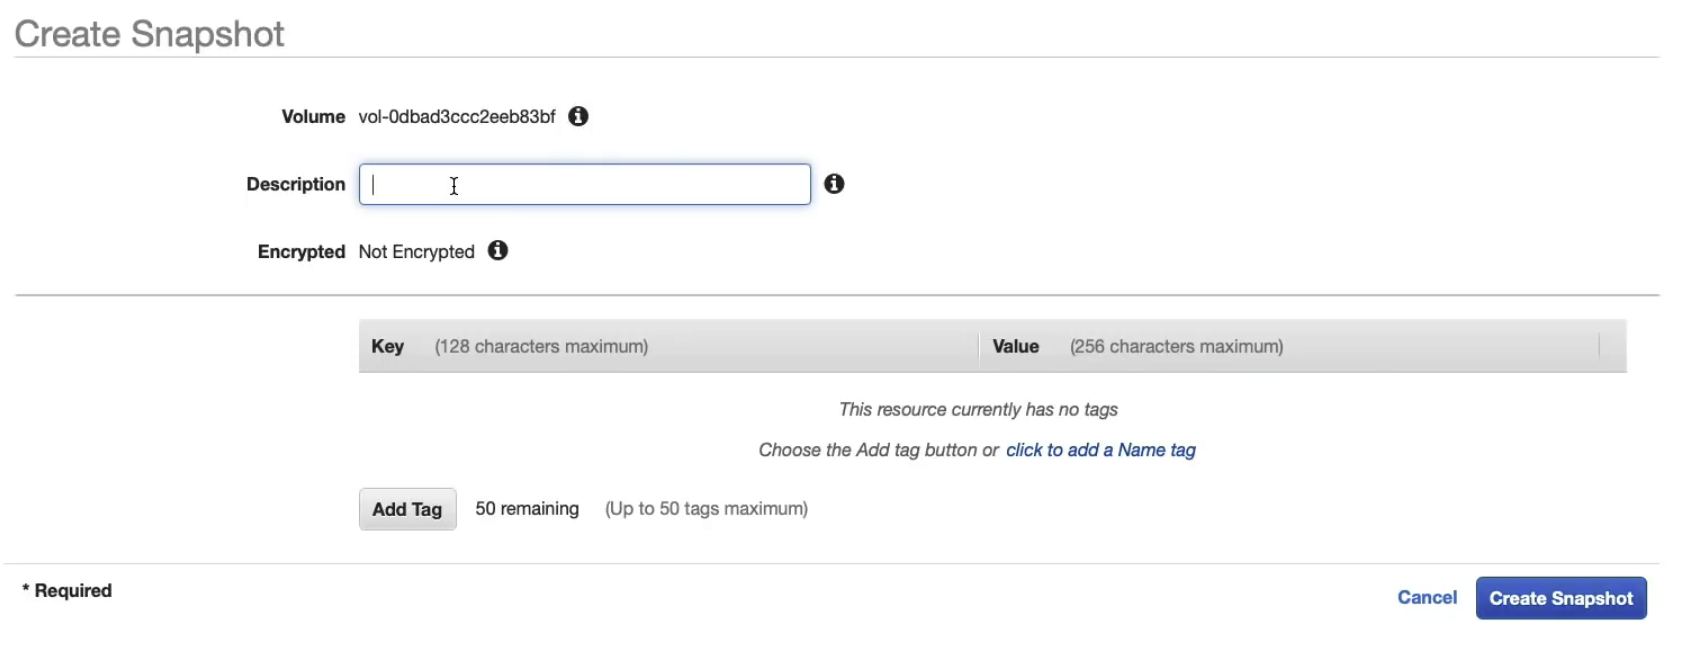 Create Snapshot
Volume vol-0dbad3ccc2eeb83bf
Description
Encrypted Not Encrypted
Key (128 characters maximum) Value (256 characters maximum)
This resource currently has no tags
Choose the Add tag button or click to add a Name tag
Add Tag 50 remaining (Up to 50 tags maximum)
* Required
Cancel Create Snapshot